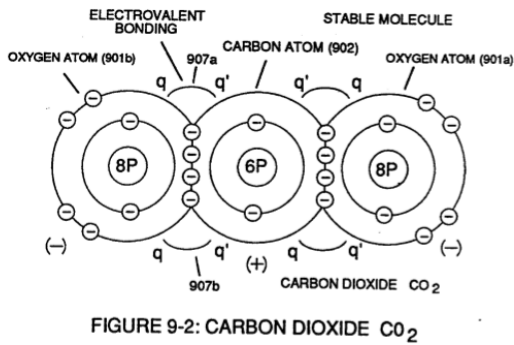 ELECTROVALENT
BONDING
STABLE MOLECULE
OXYGEN ATOM (901b)
907a
CARBON ATOM (902)
OXYGEN ATOM (901a)
q q' q' q
8P 6P 8P
(−) q q' (+) q' q (−)
907b
CARBON DIOXIDE CO2
FIGURE 9-2: CARBON DIOXIDE CO2